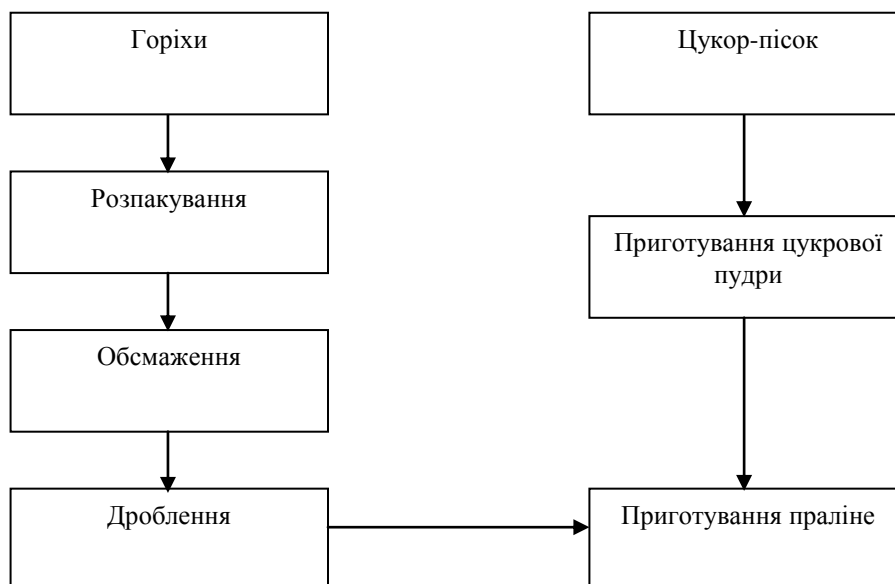 Горіхи
Цукор-пісок
Розпакування
Приготування цукрової
пудри
Обсмаження
Дроблення
Приготування праліне